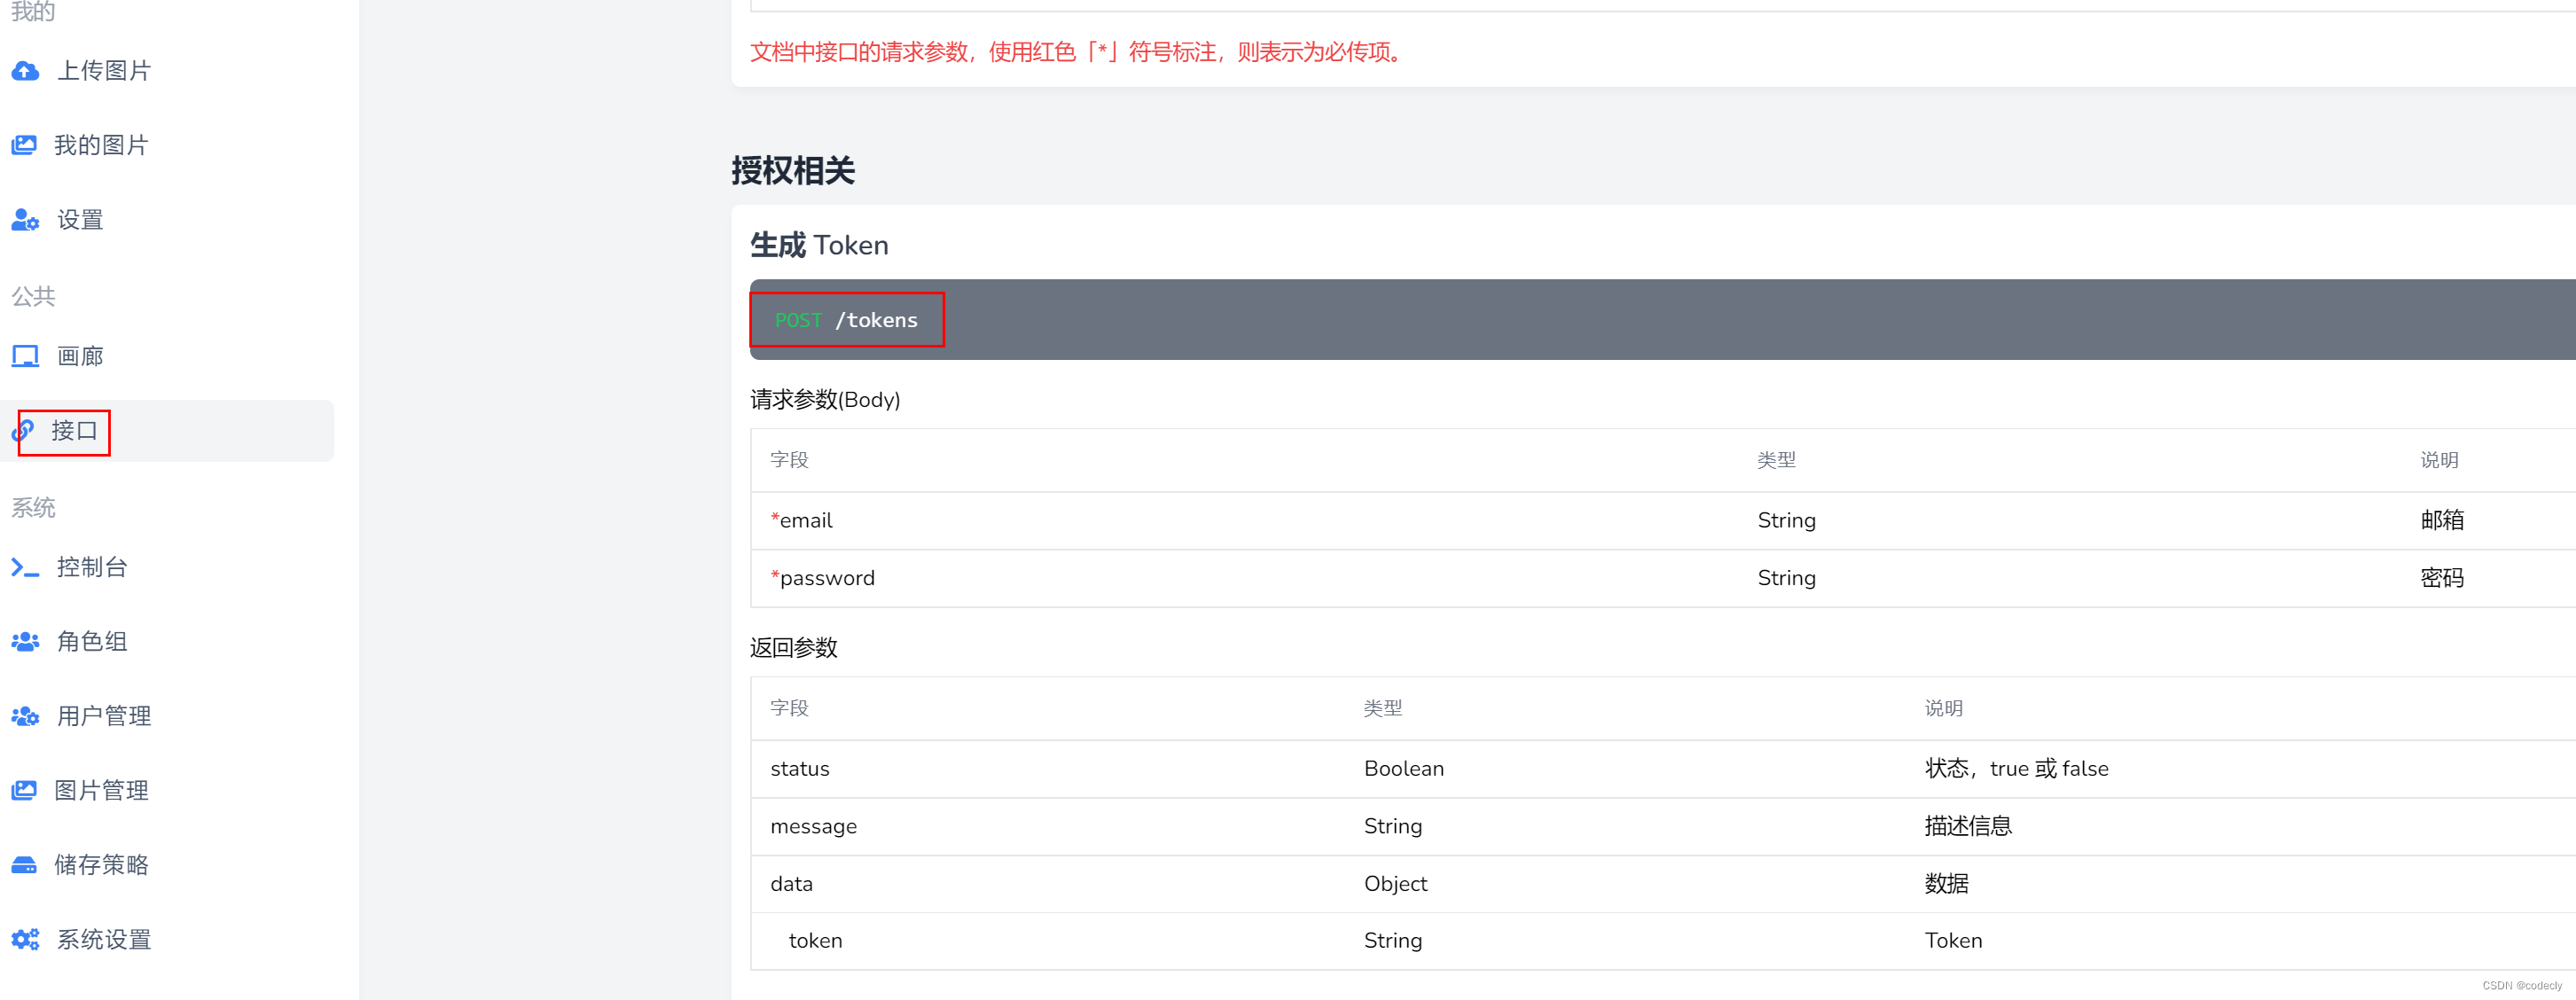 我的
上传图片
我的图片
设置
公共
画廊
接口
系统
控制台
角色组
用户管理
图片管理
储存策略
系统设置
文档中接口的请求参数，使用红色「*」符号标注，则表示为必传项。
授权相关
生成 Token
POST /tokens
请求参数(Body)
字段 类型 说明
*email String 邮箱
*password String 密码
返回参数
字段 类型 说明
status Boolean 状态，true 或 false
message String 描述信息
data Object 数据
token String Token
CSDN @codecly